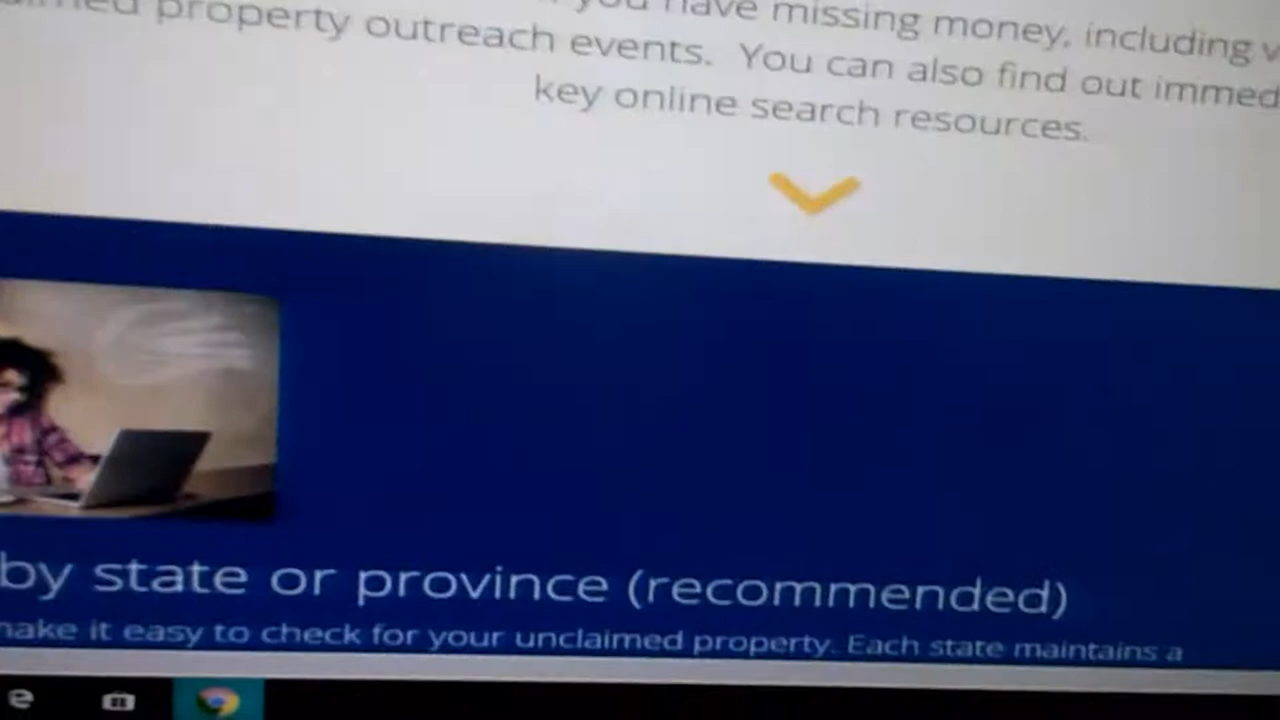 you have missing money, including
property outreach events. You can also find out
key online search resources.
by state or province (recommended)
make it easy to check for your unclaimed property. Each state maintains a